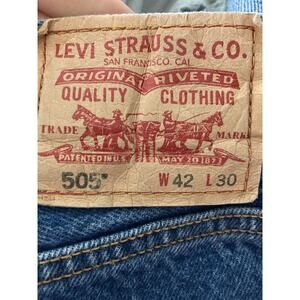 LEVI STRAUSS & CO.
SAN FRANCISCO, CAL
ORIGINAL RIVETED
QUALITY CLOTHING
TRADE MARK
PATENTED IN U.S. MAY 20 1873
505 W 42 L 30